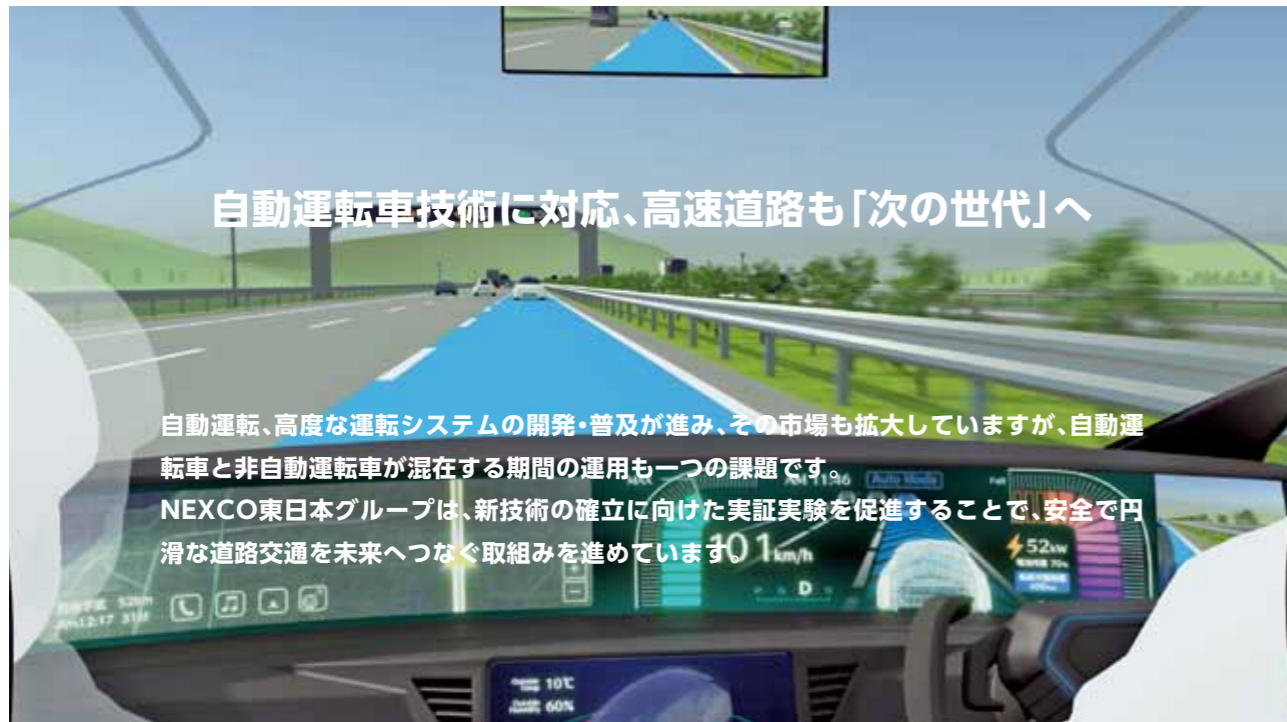 自動運転車技術に対応、高速道路も「次の世代」へ
自動運転、高度な運転システムの開発・普及が進み、その市場も拡大していますが、自動運
転車と非自動運転車が混在する期間の運用も一つの課題です。
NEXCO東日本グループは、新技術の確立に向けた実証実験を促進することで、安全で円
滑な道路交通を未来へつなぐ取組みを進めています。
Auto Mode
101km/h
D
52kW
70%
52km
10℃
60%